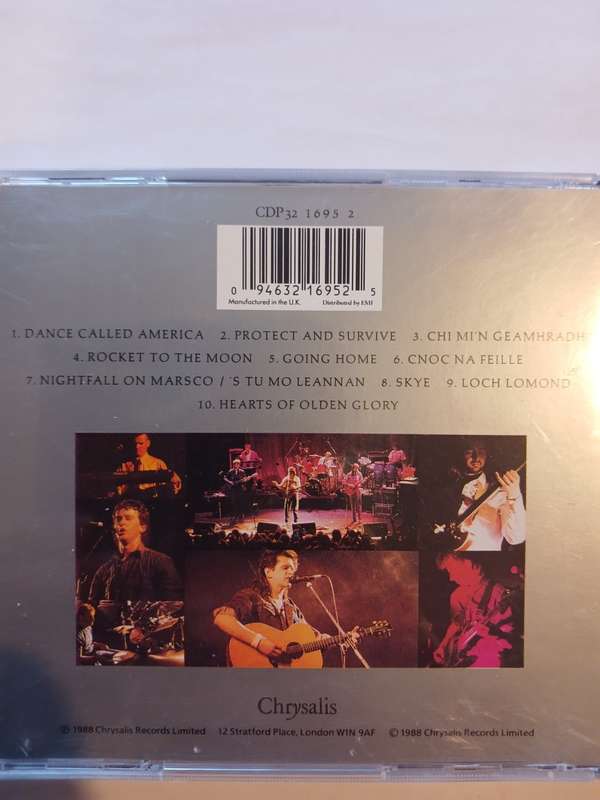 CDP 32 1695 2
0 94632 16952 5
Manufactured in the U.K. Distributed by EMI
1. DANCE CALLED AMERICA 2. PROTECT AND SURVIVE 3. CHI MI'N GEAMHRADH
4. ROCKET TO THE MOON 5. GOING HOME 6. CNOC NA FEILLE
7. NIGHTFALL ON MARSCO / 'S TU MO LEANNAN 8. SKYE 9. LOCH LOMOND
10. HEARTS OF OLDEN GLORY
Chrysalis
℗ 1988 Chrysalis Records Limited 12 Stratford Place, London W1N 9AF © 1988 Chrysalis Records Limited